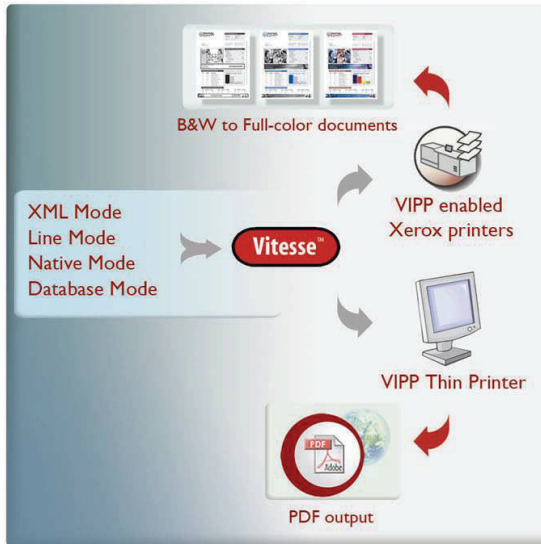 B&W to Full-color documents
VIPP enabled
Xerox printers
XML Mode
Line Mode
Native Mode
Database Mode
Vitesse™
VIPP Thin Printer
PDF
Adobe
PDF output